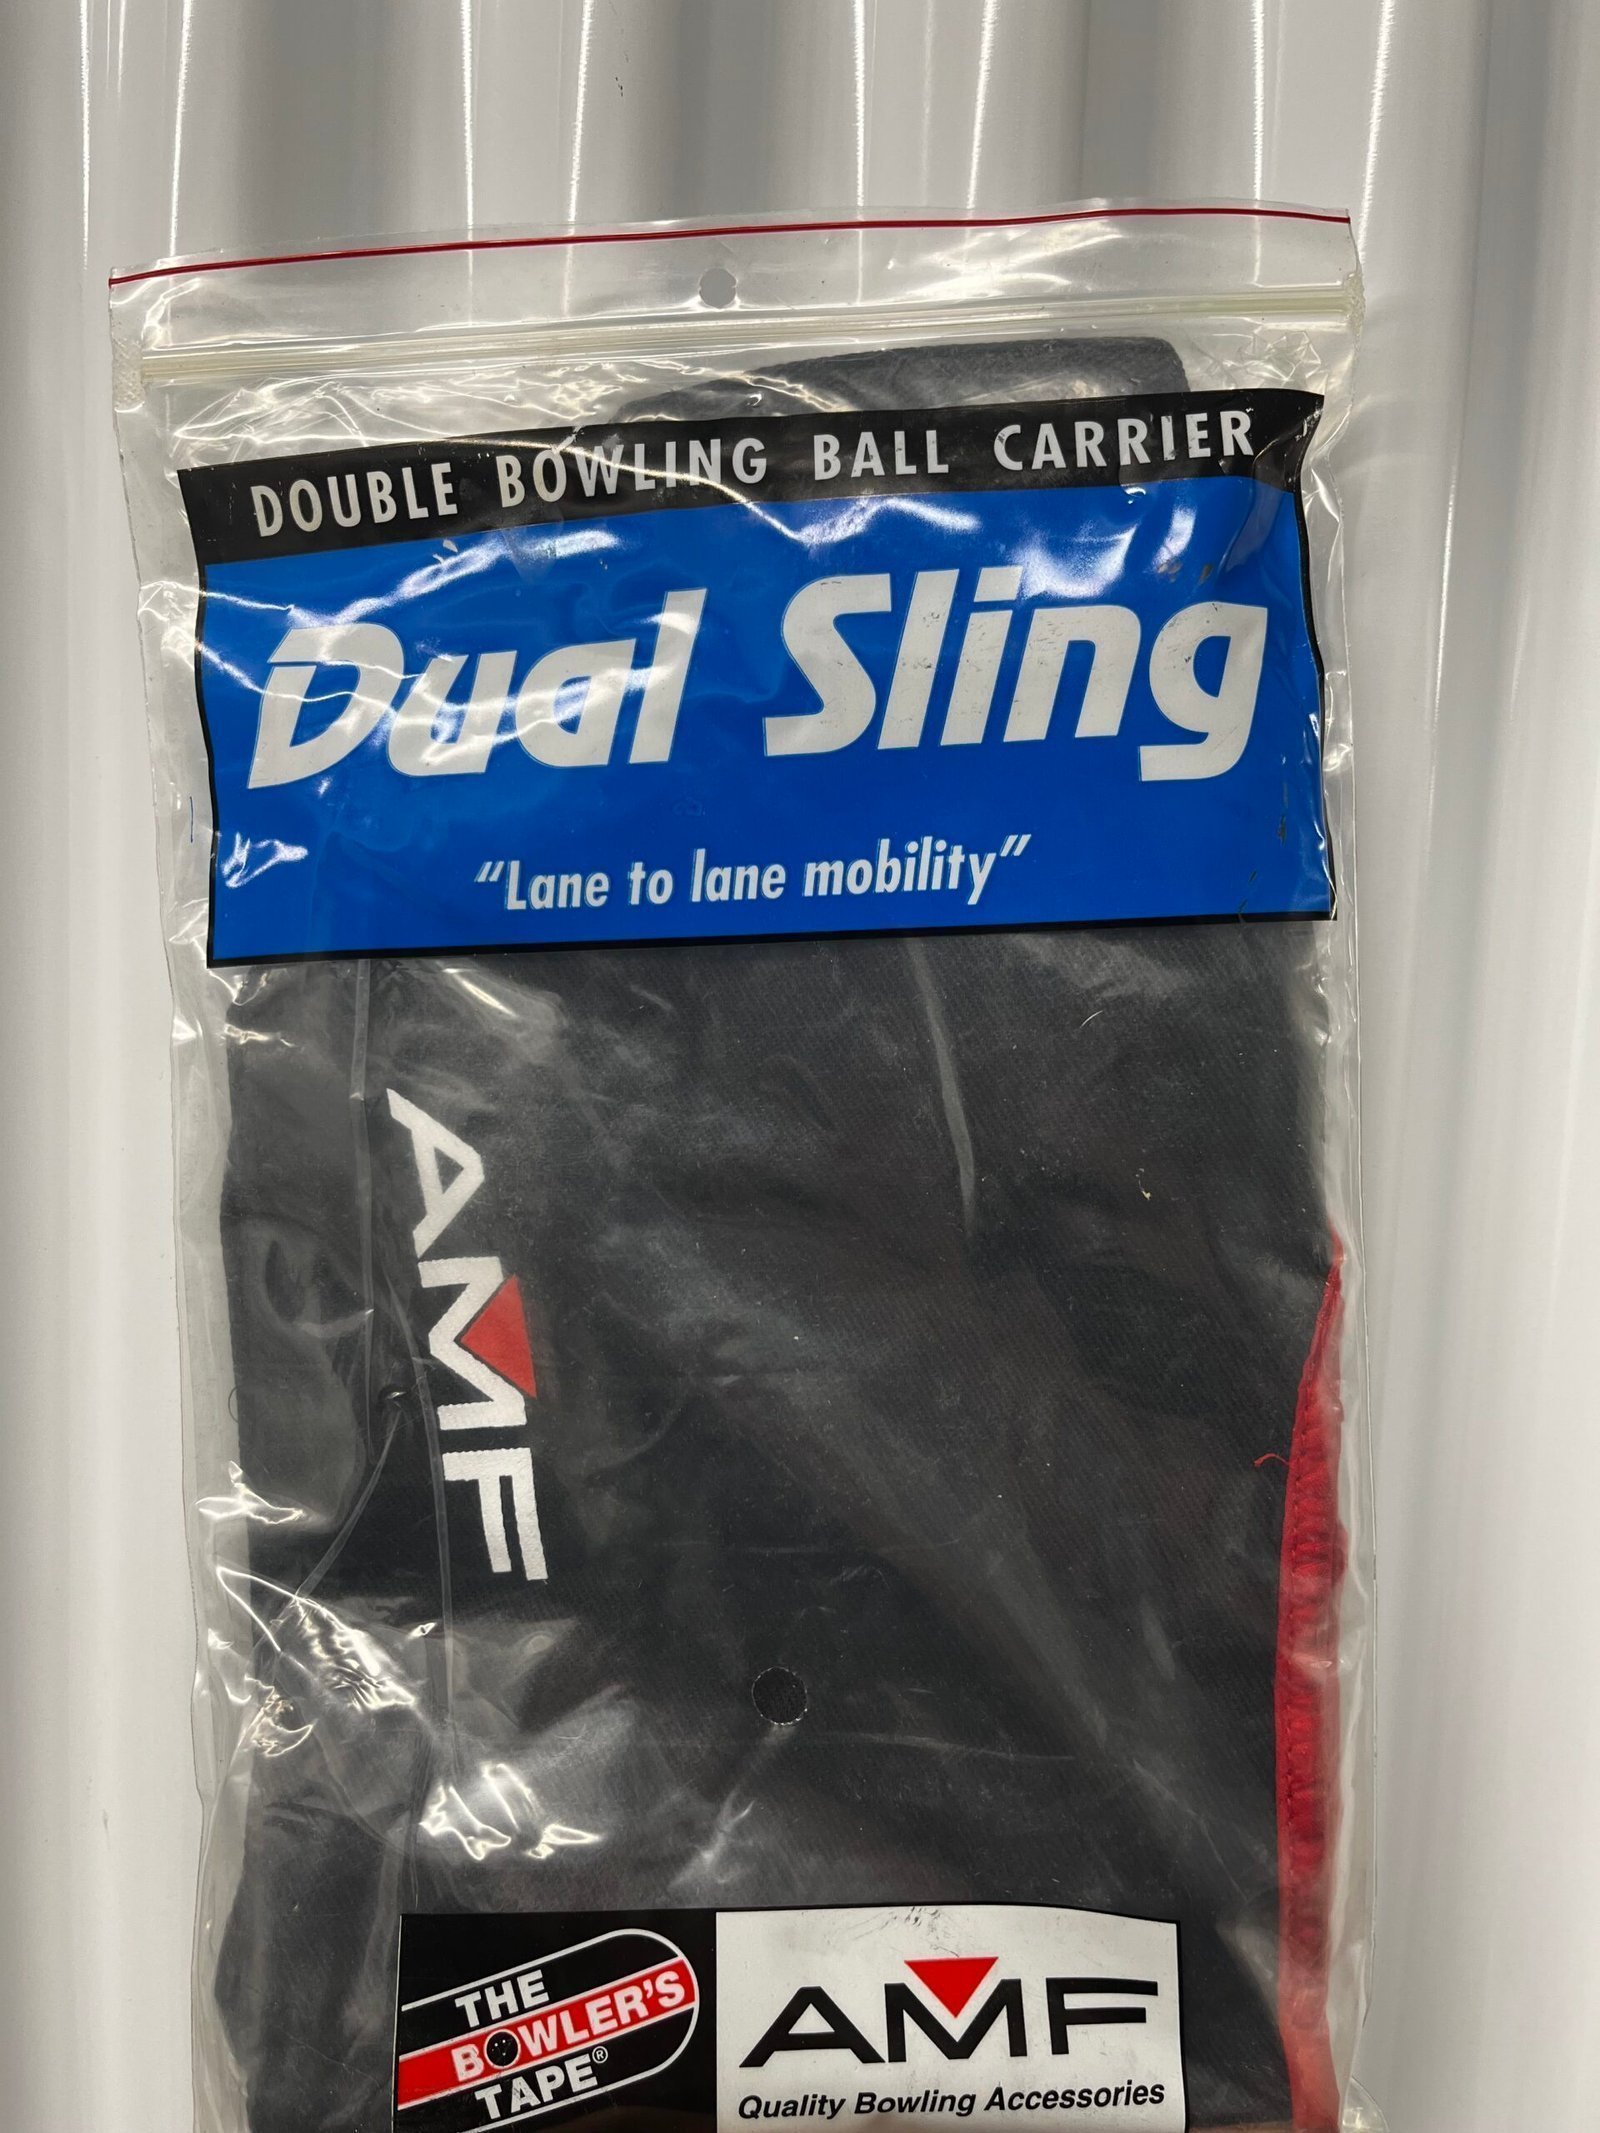 DOUBLE BOWLING BALL CARRIER
Dual Sling
"Lane to lane mobility"
AMF
THE
BOWLER'S
TAPE®
AMF
Quality Bowling Accessories